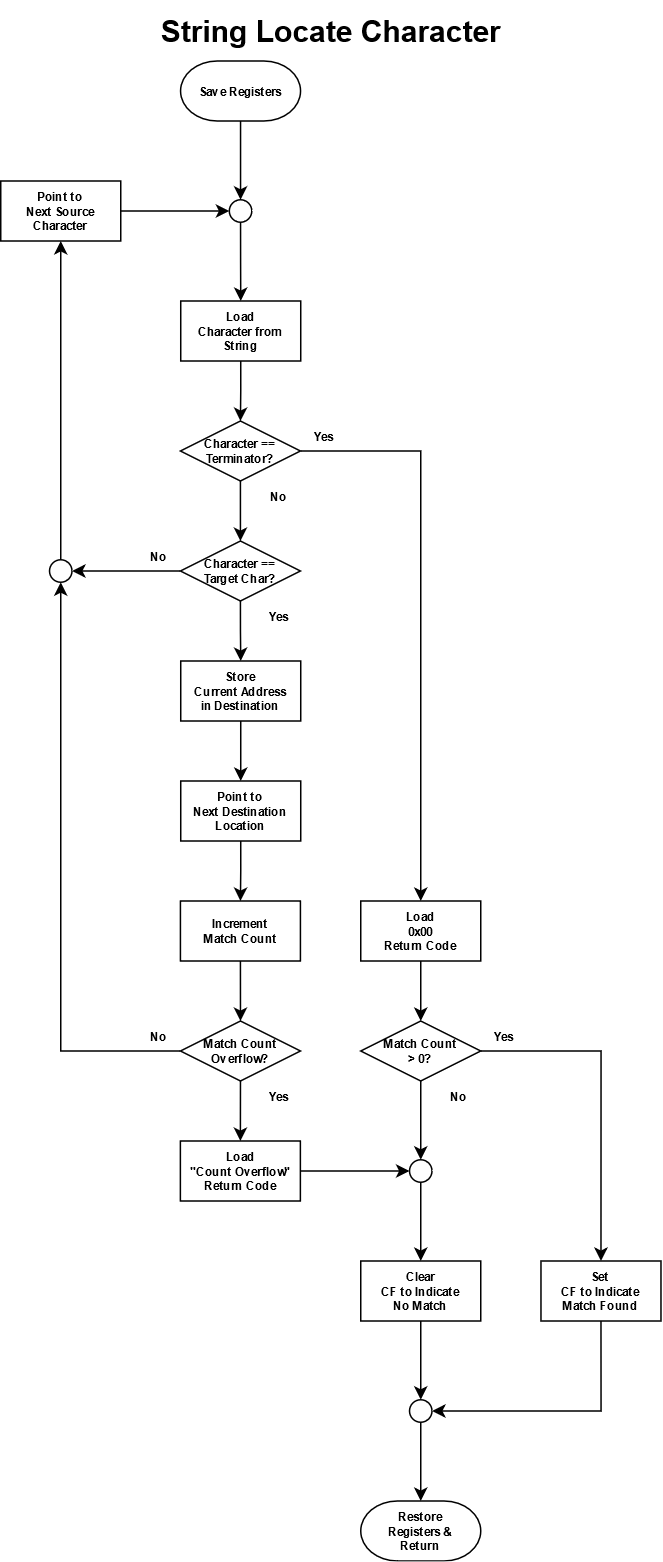 String Locate Character
Save Registers
Point to
Next Source
Character
Load
Character from
String
Character ==
Terminator?
Yes
No
Character ==
Target Char?
No
Yes
Store
Current Address
in Destination
Point to
Next Destination
Location
Increment
Match Count
Load
0x00
Return Code
Match Count
Overflow?
No
Yes
Match Count
> 0?
Yes
No
Load
"Count Overflow"
Return Code
Clear
CF to Indicate
No Match
Set
CF to Indicate
Match Found
Restore
Registers &
Return